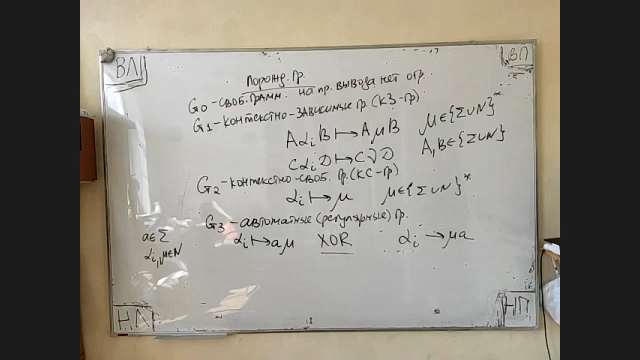 ВЛ
ВП
Порожд. Гр.
G0 - своб. грамм. на пр. вывода нет огр.
G1 - контекстно-зависимые гр. (КЗ-гр)
AαiB ↦ AμB μ∈{Σ∪N}*
CαiD ↦ CνD A,B∈{Σ∪N}
G2 - контекстно-своб. гр. (КС-гр)
αi ↦ μ μ∈{Σ∪N}*
G3 - автоматные (регулярные) гр.
a∈Σ αi ↦ aμ XOR αi → μa
αi,μ∈N
НЛ
НП